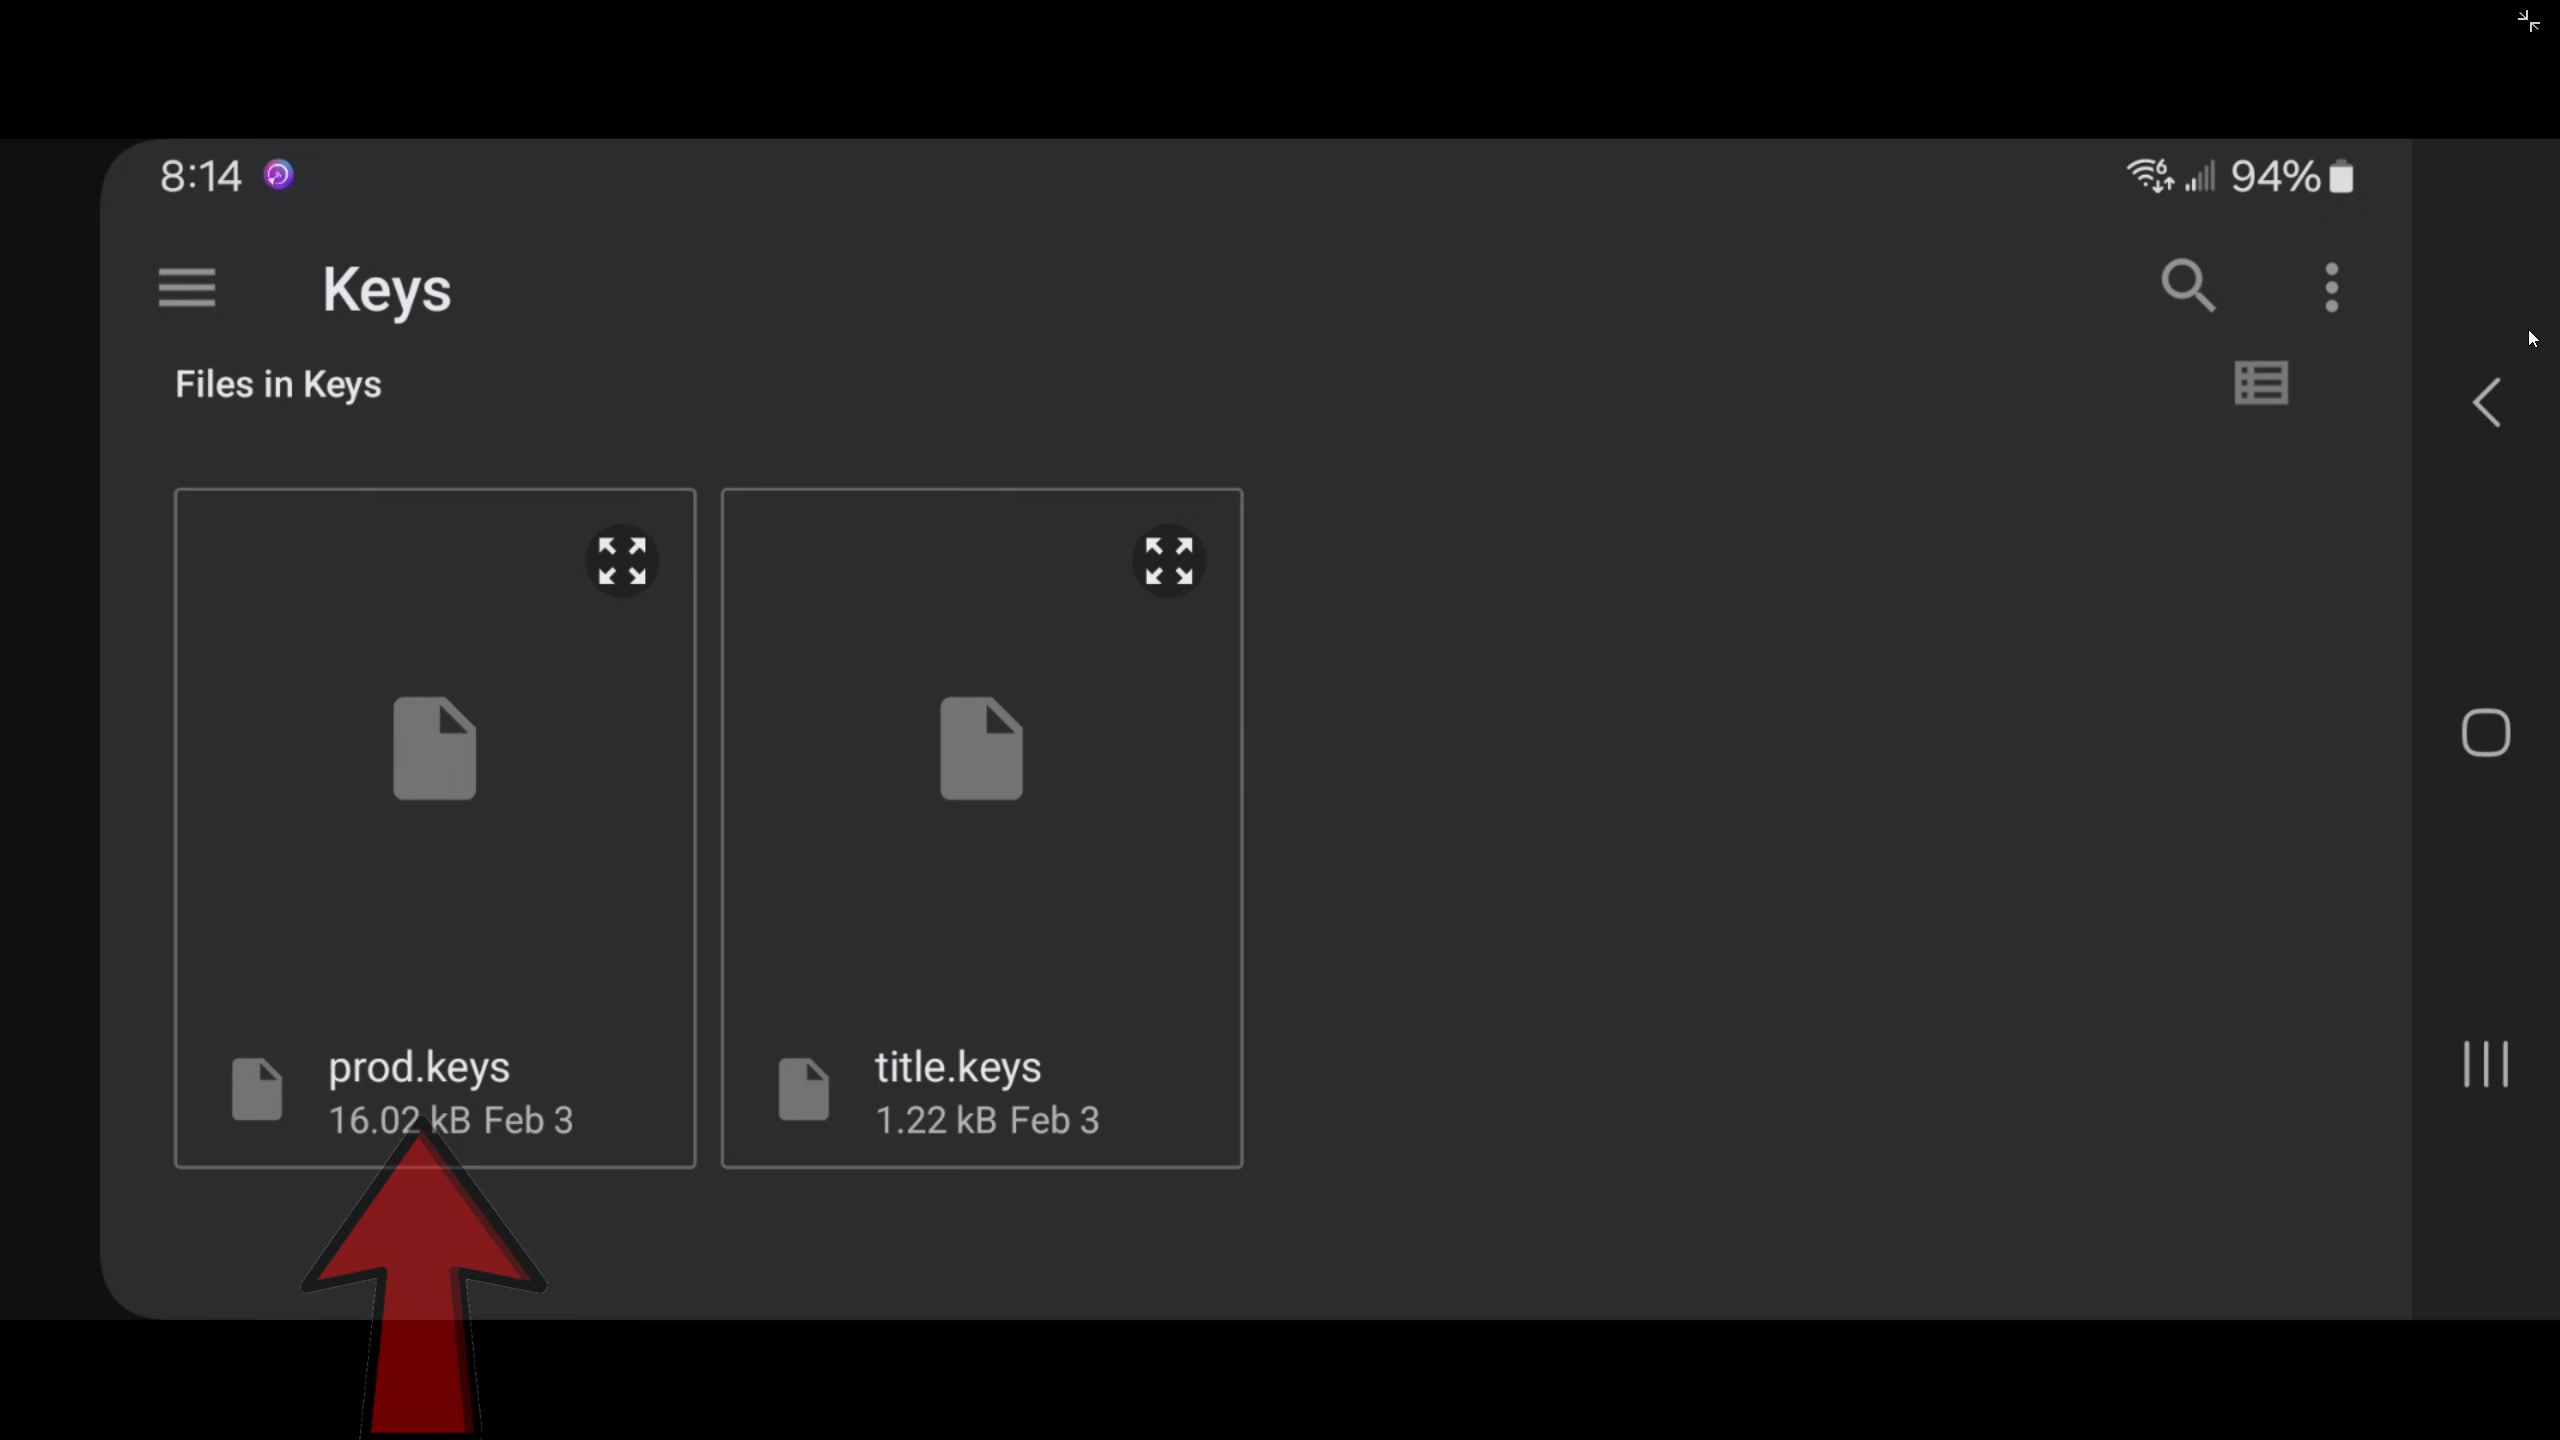 8:14
94%
Keys
Files in Keys
prod.keys
16.02 kB Feb 3
title.keys
1.22 kB Feb 3